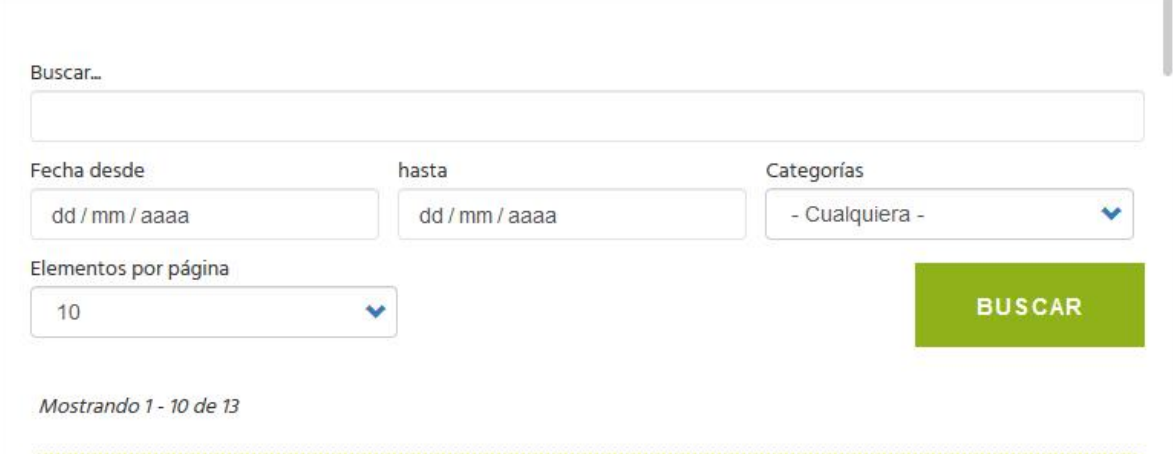 Buscar...
Fecha desde hasta Categorías
dd / mm / aaaa dd / mm / aaaa - Cualquiera -
Elementos por página
10
BUSCAR
Mostrando 1 - 10 de 13